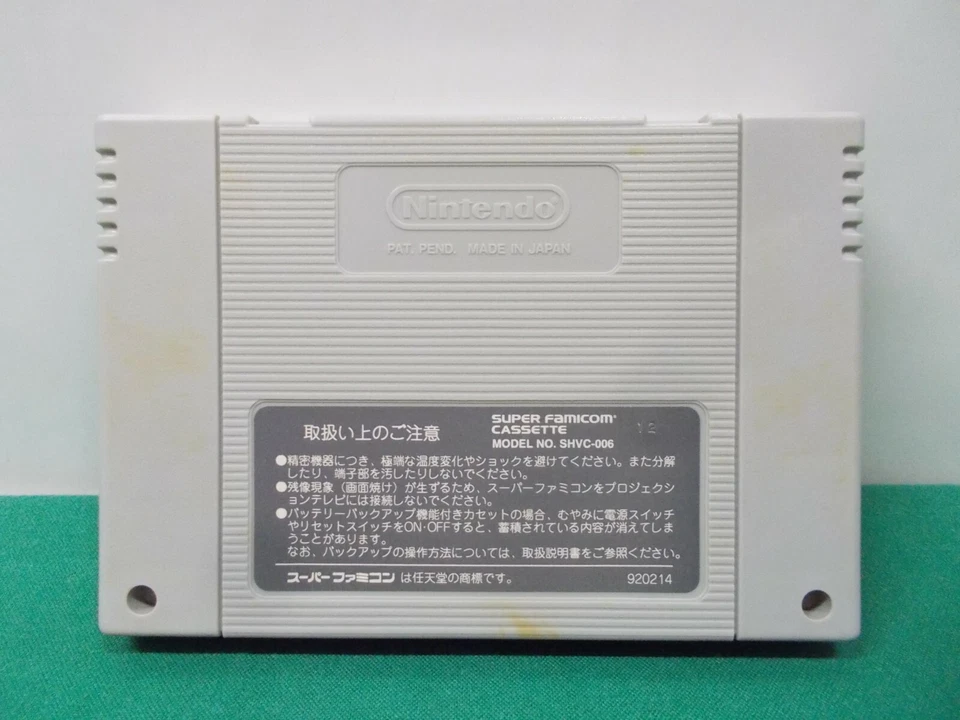 Nintendo
PAT. PEND. MADE IN JAPAN
取扱い上のご注意
SUPER FAMICOM
CASSETTE
MODEL NO. SHVC-006
12
●精密機器につき、極端な温度変化やショックを避けてください。また分解
したり、端子部を汚したりしないでください。
●残像現象(画面焼け)が生ずるため、スーパーファミコンをプロジェクシ
ョンテレビには接続しないでください。
●バッテリーバックアップ機能付きカセットの場合、むやみに電源スイッチ
やリセットスイッチをON·OFFすると、蓄積されている内容が消えてしま
うことがあります。
なお、バックアップの操作方法については、取扱説明書をご参照ください。
スーパーファミコン は任天堂の商標です。
920214